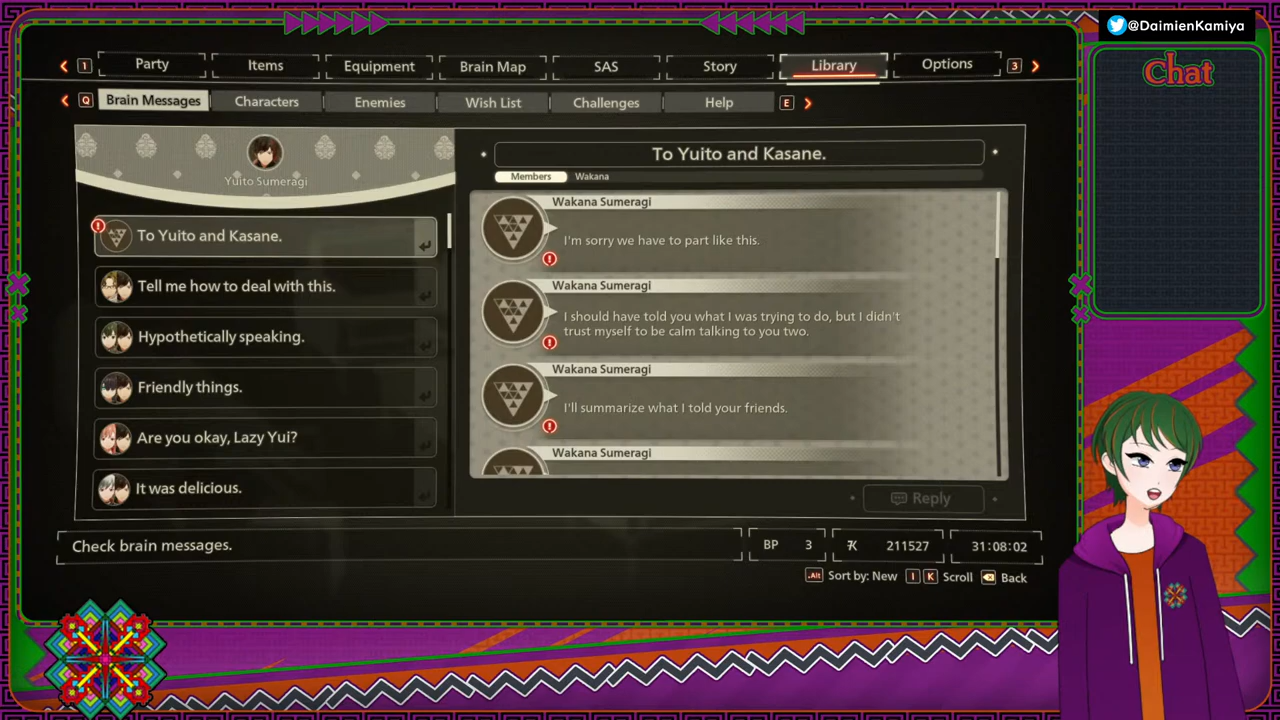 @DaimienKamiya
Chat
1 Party Items Equipment Brain Map SAS Story Library Options 3
Q Brain Messages Characters Enemies Wish List Challenges Help E
Yuito Sumeragi
To Yuito and Kasane.
Tell me how to deal with this.
Hypothetically speaking.
Friendly things.
Are you okay, Lazy Yui?
It was delicious.
To Yuito and Kasane.
Members Wakana
Wakana Sumeragi
I'm sorry we have to part like this.
Wakana Sumeragi
I should have told you what I was trying to do, but I didn't
trust myself to be calm talking to you two.
Wakana Sumeragi
I'll summarize what I told your friends.
Wakana Sumeragi
Reply
Check brain messages.
BP 3
K 211527
31:08:02
Alt Sort by: New I K Scroll Back